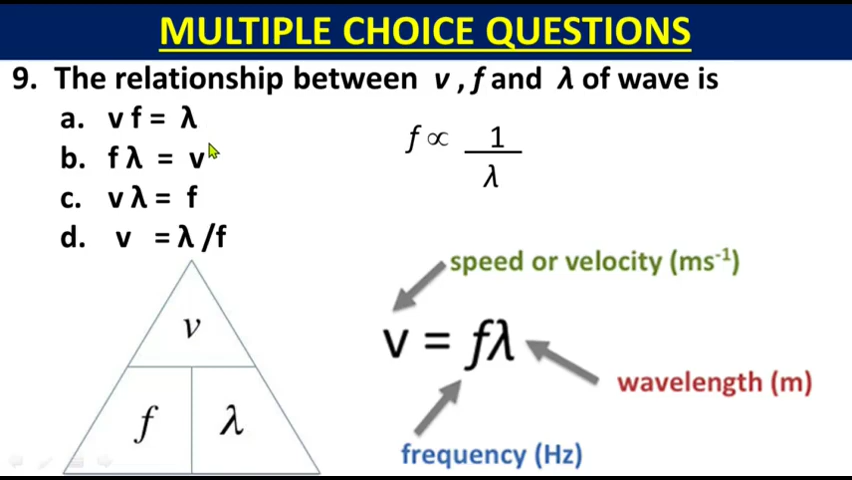 MULTIPLE CHOICE QUESTIONS
9. The relationship between v , f and λ of wave is
a. v f = λ
b. f λ = v
c. v λ = f
d. v = λ /f
f ∝ 1
λ
speed or velocity (ms⁻¹)
v = fλ
wavelength (m)
frequency (Hz)
v
f λ